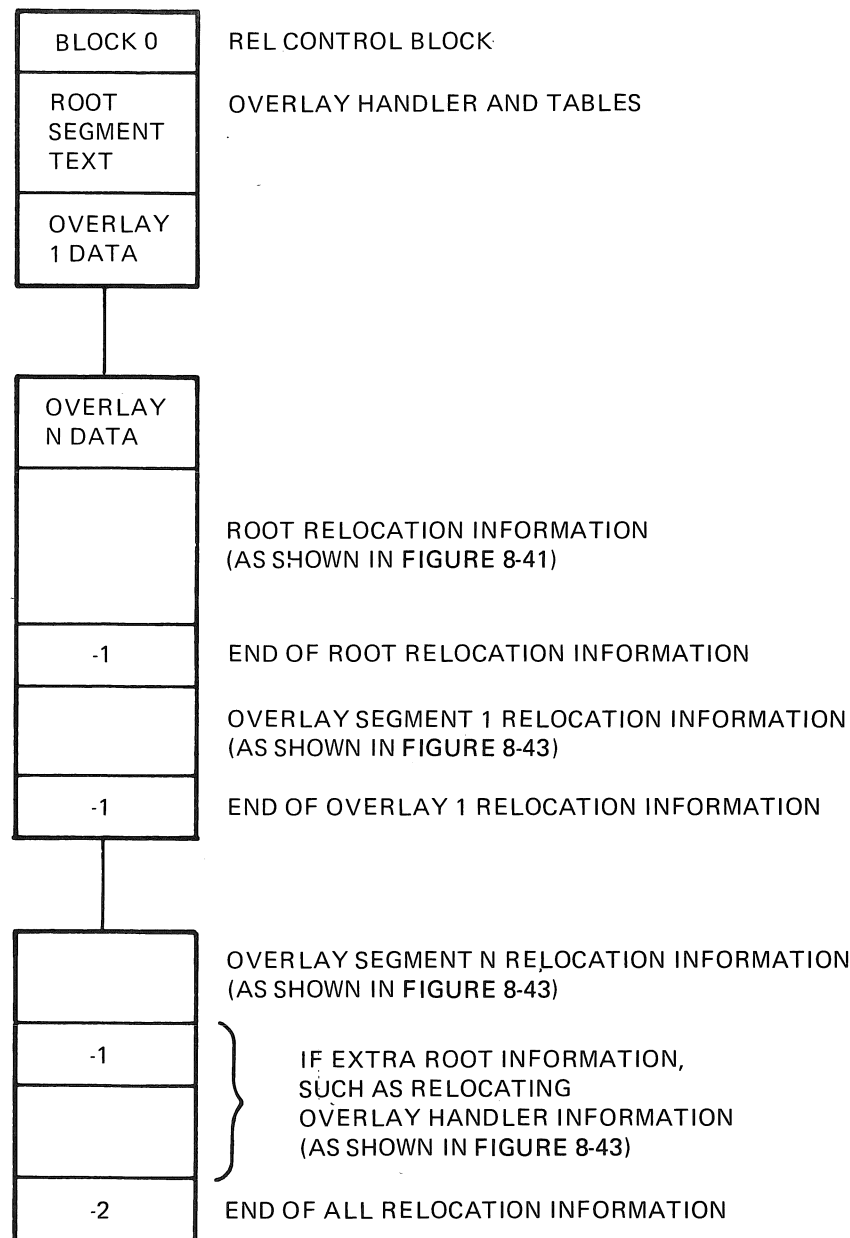 BLOCK 0 REL CONTROL BLOCK
ROOT OVERLAY HANDLER AND TABLES
SEGMENT
TEXT
OVERLAY
1 DATA
OVERLAY
N DATA
ROOT RELOCATION INFORMATION
(AS SHOWN IN FIGURE 8-41)
-1 END OF ROOT RELOCATION INFORMATION
OVERLAY SEGMENT 1 RELOCATION INFORMATION
(AS SHOWN IN FIGURE 8-43)
-1 END OF OVERLAY 1 RELOCATION INFORMATION
OVERLAY SEGMENT N RELOCATION INFORMATION
(AS SHOWN IN FIGURE 8-43)
-1 IF EXTRA ROOT INFORMATION,
SUCH AS RELOCATING
OVERLAY HANDLER INFORMATION
(AS SHOWN IN FIGURE 8-43)
-2 END OF ALL RELOCATION INFORMATION